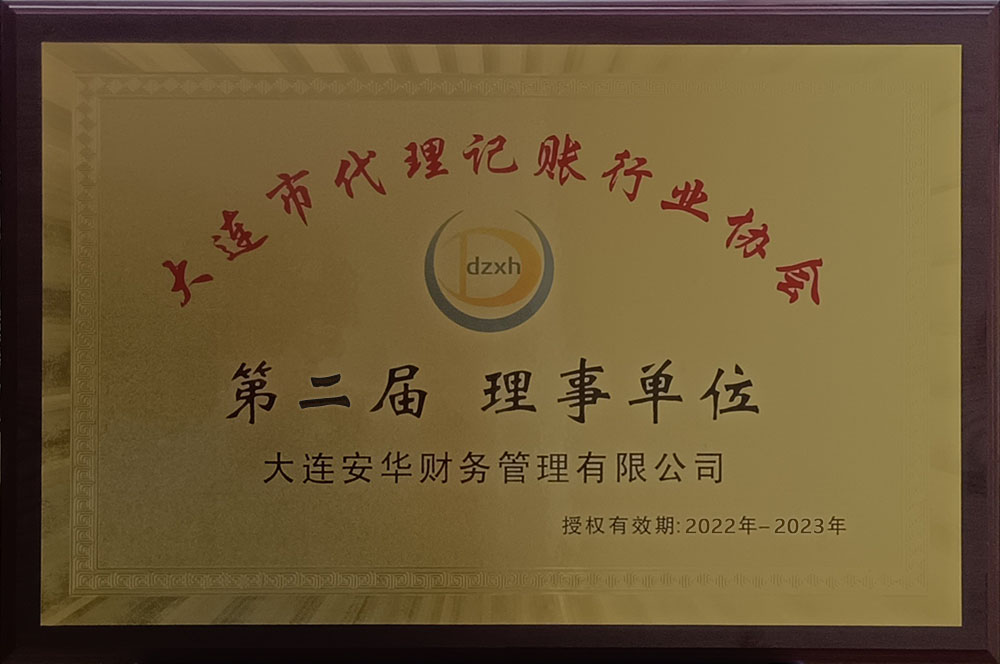 大连市代理记账行业协会
dzxh
第二届 理事单位
大连安华财务管理有限公司
授权有效期:2022年-2023年